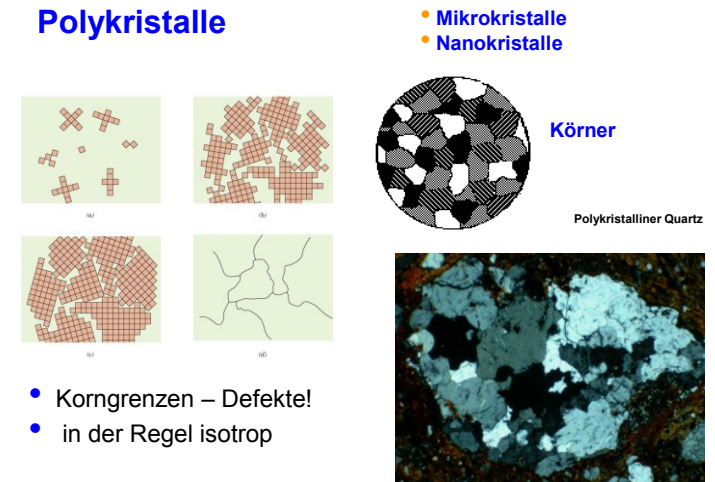 Polykristalle
• Mikrokristalle
• Nanokristalle
Körner
Polykristalliner Quartz
(a)
(b)
(c)
(d)
• Korngrenzen – Defekte!
• in der Regel isotrop